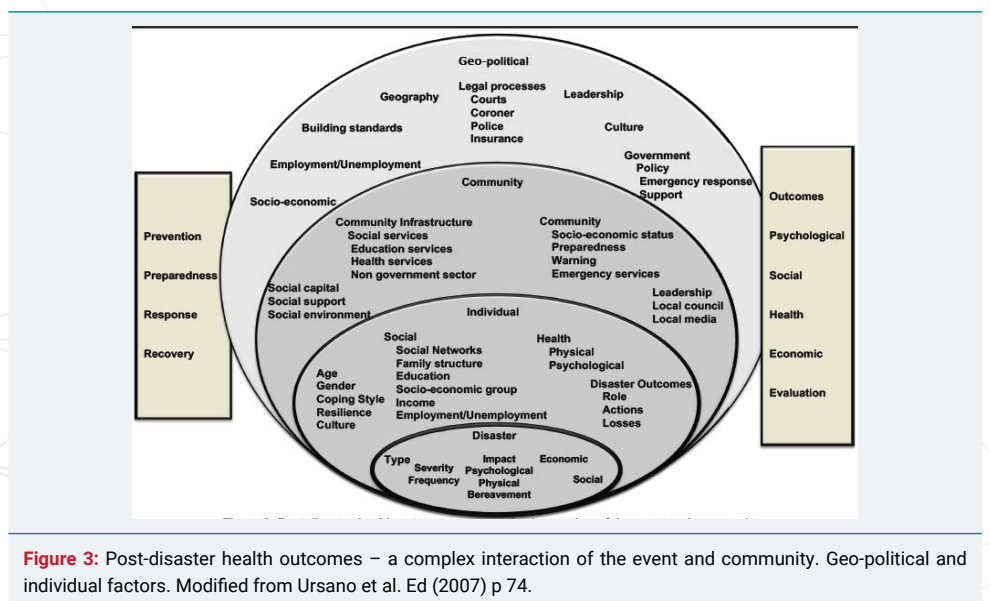 Geo-political
Legal processes
Courts
Coroner
Police
Insurance
Geography
Leadership
Building standards
Culture
Employment/Unemployment
Government
Policy
Emergency response
Support
Socio-economic
Community
Community Infrastructure
Social services
Education services
Health services
Non government sector
Community
Socio-economic status
Preparedness
Warning
Emergency services
Social capital
Social support
Social environment
Leadership
Local council
Local media
Individual
Social
Social Networks
Family structure
Education
Socio-economic group
Income
Employment/Unemployment
Health
Physical
Psychological
Age
Gender
Coping Style
Resilience
Culture
Disaster Outcomes
Role
Actions
Losses
Disaster
Type
Severity
Frequency
Impact
Psychological
Physical
Bereavement
Economic
Social
Prevention
Preparedness
Response
Recovery
Outcomes
Psychological
Social
Health
Economic
Evaluation
Figure 3: Post-disaster health outcomes – a complex interaction of the event and community. Geo-political and
individual factors. Modified from Ursano et al. Ed (2007) p 74.